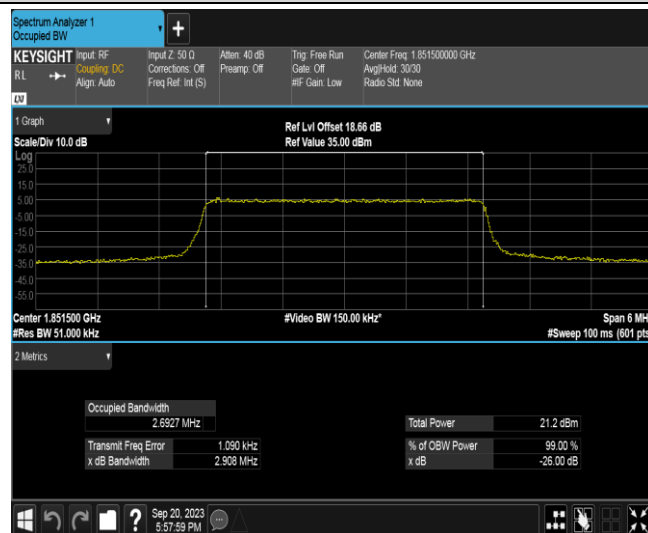 Spectrum Analyzer 1
Occupied BW
+
KEYSIGHT Input: RF Input Z: 50 Ω Atten: 40 dB Trig: Free Run Center Freq: 1.851500000 GHz
RL Coupling: DC Corrections: Off Preamp: Off Gate: Off Avg|Hold: 30/30
Align: Auto Freq Ref: Int (S) #IF Gain: Low Radio Std: None
LXI
1 Graph
Ref Lvl Offset 18.66 dB
Scale/Div 10.0 dB Ref Value 35.00 dBm
Log
25.0
15.0
5.00
-5.00
-15.0
-25.0
-35.0
-45.0
-55.0
Center 1.851500 GHz #Video BW 150.00 kHz* Span 6 MH
#Res BW 51.000 kHz #Sweep 100 ms (601 pts
2 Metrics
Occupied Bandwidth
2.6927 MHz Total Power 21.2 dBm
Transmit Freq Error 1.090 kHz % of OBW Power 99.00 %
x dB Bandwidth 2.908 MHz x dB -26.00 dB
? Sep 20, 2023
5:57:59 PM